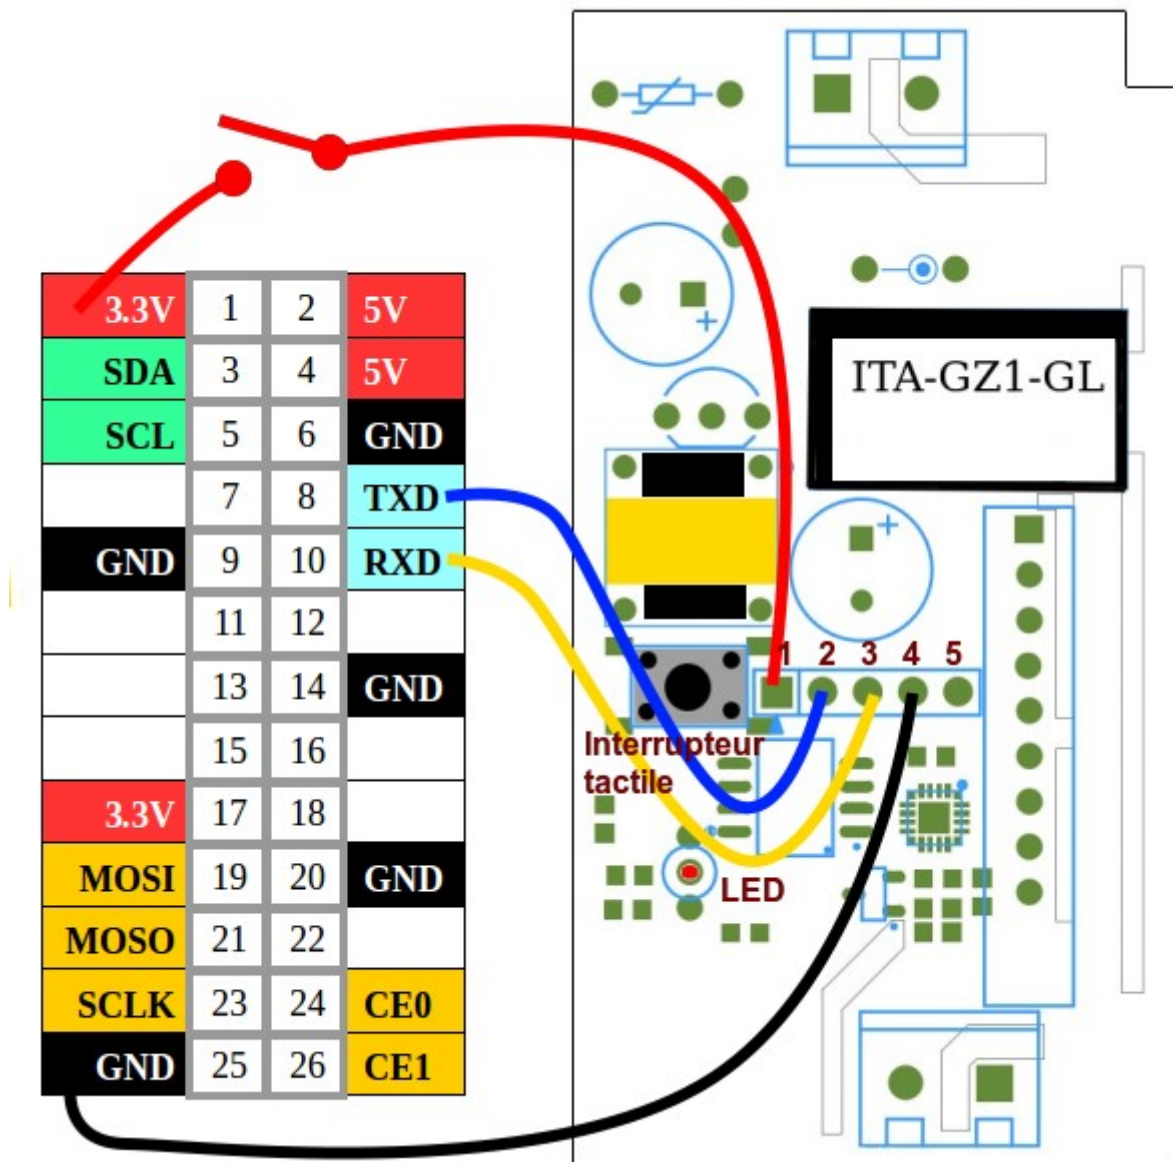 3.3V 1 2 5V
SDA 3 4 5V
SCL 5 6 GND
7 8 TXD
GND 9 10 RXD
11 12
13 14 GND
15 16
3.3V 17 18
MOSI 19 20 GND
MOSO 21 22
SCLK 23 24 CE0
GND 25 26 CE1
+
ITA-GZ1-GL
+
1 2 3 4 5
Interrupteur
tactile
LED